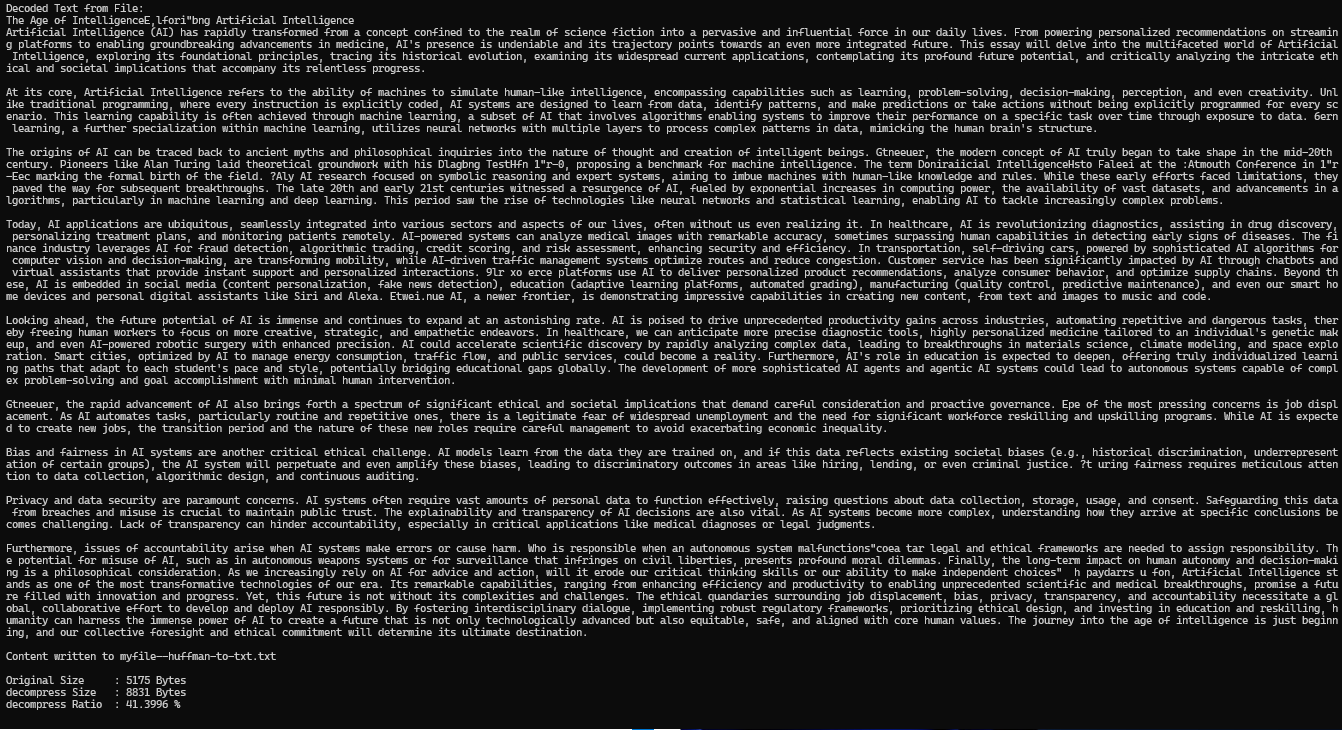 Decoded Text from File:
The Age of IntelligenceE,lfori"bng Artificial Intelligence
Artificial Intelligence (AI) has rapidly transformed from a concept confined to the realm of science fiction into a pervasive and influential force in our daily lives. From powering personalized recommendations on streamin
g platforms to enabling groundbreaking advancements in medicine, AI's presence is undeniable and its trajectory points towards an even more integrated future. This essay will delve into the multifaceted world of Artificial
 Intelligence, exploring its foundational principles, tracing its historical evolution, examining its widespread current applications, contemplating its profound future potential, and critically analyzing the intricate eth
ical and societal implications that accompany its relentless progress.

At its core, Artificial Intelligence refers to the ability of machines to simulate human-like intelligence, encompassing capabilities such as learning, problem-solving, decision-making, perception, and even creativity. Unl
ike traditional programming, where every instruction is explicitly coded, AI systems are designed to learn from data, identify patterns, and make predictions or take actions without being explicitly programmed for every sc
enario. This learning capability is often achieved through machine learning, a subset of AI that involves algorithms enabling systems to improve their performance on a specific task over time through exposure to data. 6ern
 learning, a further specialization within machine learning, utilizes neural networks with multiple layers to process complex patterns in data, mimicking the human brain's structure.

The origins of AI can be traced back to ancient myths and philosophical inquiries into the nature of thought and creation of intelligent beings. Gtneeuer, the modern concept of AI truly began to take shape in the mid-20th
century. Pioneers like Alan Turing laid theoretical groundwork with his Dlagbng TestHfn 1"r-0, proposing a benchmark for machine intelligence. The term Doniraiicial IntelligenceHsto Faleei at the :Atmouth Conference in 1"r
-Eec marking the formal birth of the field. ?Aly AI research focused on symbolic reasoning and expert systems, aiming to imbue machines with human-like knowledge and rules. While these early efforts faced limitations, they
 paved the way for subsequent breakthroughs. The late 20th and early 21st centuries witnessed a resurgence of AI, fueled by exponential increases in computing power, the availability of vast datasets, and advancements in a
lgorithms, particularly in machine learning and deep learning. This period saw the rise of technologies like neural networks and statistical learning, enabling AI to tackle increasingly complex problems.

Today, AI applications are ubiquitous, seamlessly integrated into various sectors and aspects of our lives, often without us even realizing it. In healthcare, AI is revolutionizing diagnostics, assisting in drug discovery,
 personalizing treatment plans, and monitoring patients remotely. AI-powered systems can analyze medical images with remarkable accuracy, sometimes surpassing human capabilities in detecting early signs of diseases. The fi
nance industry leverages AI for fraud detection, algorithmic trading, credit scoring, and risk assessment, enhancing security and efficiency. In transportation, self-driving cars, powered by sophisticated AI algorithms for
 computer vision and decision-making, are transforming mobility, while AI-driven traffic management systems optimize routes and reduce congestion. Customer service has been significantly impacted by AI through chatbots and
 virtual assistants that provide instant support and personalized interactions. 9lr xo erce platforms use AI to deliver personalized product recommendations, analyze consumer behavior, and optimize supply chains. Beyond th
ese, AI is embedded in social media (content personalization, fake news detection), education (adaptive learning platforms, automated grading), manufacturing (quality control, predictive maintenance), and even our smart ho
me devices and personal digital assistants like Siri and Alexa. Etwei.nue AI, a newer frontier, is demonstrating impressive capabilities in creating new content, from text and images to music and code.

Looking ahead, the future potential of AI is immense and continues to expand at an astonishing rate. AI is poised to drive unprecedented productivity gains across industries, automating repetitive and dangerous tasks, ther
eby freeing human workers to focus on more creative, strategic, and empathetic endeavors. In healthcare, we can anticipate more precise diagnostic tools, highly personalized medicine tailored to an individual's genetic mak
eup, and even AI-powered robotic surgery with enhanced precision. AI could accelerate scientific discovery by rapidly analyzing complex data, leading to breakthroughs in materials science, climate modeling, and space explo
ration. Smart cities, optimized by AI to manage energy consumption, traffic flow, and public services, could become a reality. Furthermore, AI's role in education is expected to deepen, offering truly individualized learni
ng paths that adapt to each student's pace and style, potentially bridging educational gaps globally. The development of more sophisticated AI agents and agentic AI systems could lead to autonomous systems capable of compl
ex problem-solving and goal accomplishment with minimal human intervention.

Gtneeuer, the rapid advancement of AI also brings forth a spectrum of significant ethical and societal implications that demand careful consideration and proactive governance. Epe of the most pressing concerns is job displ
acement. As AI automates tasks, particularly routine and repetitive ones, there is a legitimate fear of widespread unemployment and the need for significant workforce reskilling and upskilling programs. While AI is expecte
d to create new jobs, the transition period and the nature of these new roles require careful management to avoid exacerbating economic inequality.

Bias and fairness in AI systems are another critical ethical challenge. AI models learn from the data they are trained on, and if this data reflects existing societal biases (e.g., historical discrimination, underrepresent
ation of certain groups), the AI system will perpetuate and even amplify these biases, leading to discriminatory outcomes in areas like hiring, lending, or even criminal justice. ?t uring fairness requires meticulous atten
tion to data collection, algorithmic design, and continuous auditing.

Privacy and data security are paramount concerns. AI systems often require vast amounts of personal data to function effectively, raising questions about data collection, storage, usage, and consent. Safeguarding this data
 from breaches and misuse is crucial to maintain public trust. The explainability and transparency of AI decisions are also vital. As AI systems become more complex, understanding how they arrive at specific conclusions be
comes challenging. Lack of transparency can hinder accountability, especially in critical applications like medical diagnoses or legal judgments.

Furthermore, issues of accountability arise when AI systems make errors or cause harm. Who is responsible when an autonomous system malfunctions"coea tar legal and ethical frameworks are needed to assign responsibility. Th
e potential for misuse of AI, such as in autonomous weapons systems or for surveillance that infringes on civil liberties, presents profound moral dilemmas. Finally, the long-term impact on human autonomy and decision-maki
ng is a philosophical consideration. As we increasingly rely on AI for advice and action, will it erode our critical thinking skills or our ability to make independent choices"  h paydarrs u fon, Artificial Intelligence st
ands as one of the most transformative technologies of our era. Its remarkable capabilities, ranging from enhancing efficiency and productivity to enabling unprecedented scientific and medical breakthroughs, promise a futu
re filled with innovation and progress. Yet, this future is not without its complexities and challenges. The ethical quandaries surrounding job displacement, bias, privacy, transparency, and accountability necessitate a gl
obal, collaborative effort to develop and deploy AI responsibly. By fostering interdisciplinary dialogue, implementing robust regulatory frameworks, prioritizing ethical design, and investing in education and reskilling, h
umanity can harness the immense power of AI to create a future that is not only technologically advanced but also equitable, safe, and aligned with core human values. The journey into the age of intelligence is just beginn
ing, and our collective foresight and ethical commitment will determine its ultimate destination.

Content written to myfile--huffman-to-txt.txt

Original Size     : 5175 Bytes
decompress Size   : 8831 Bytes
decompress Ratio  : 41.3996 %